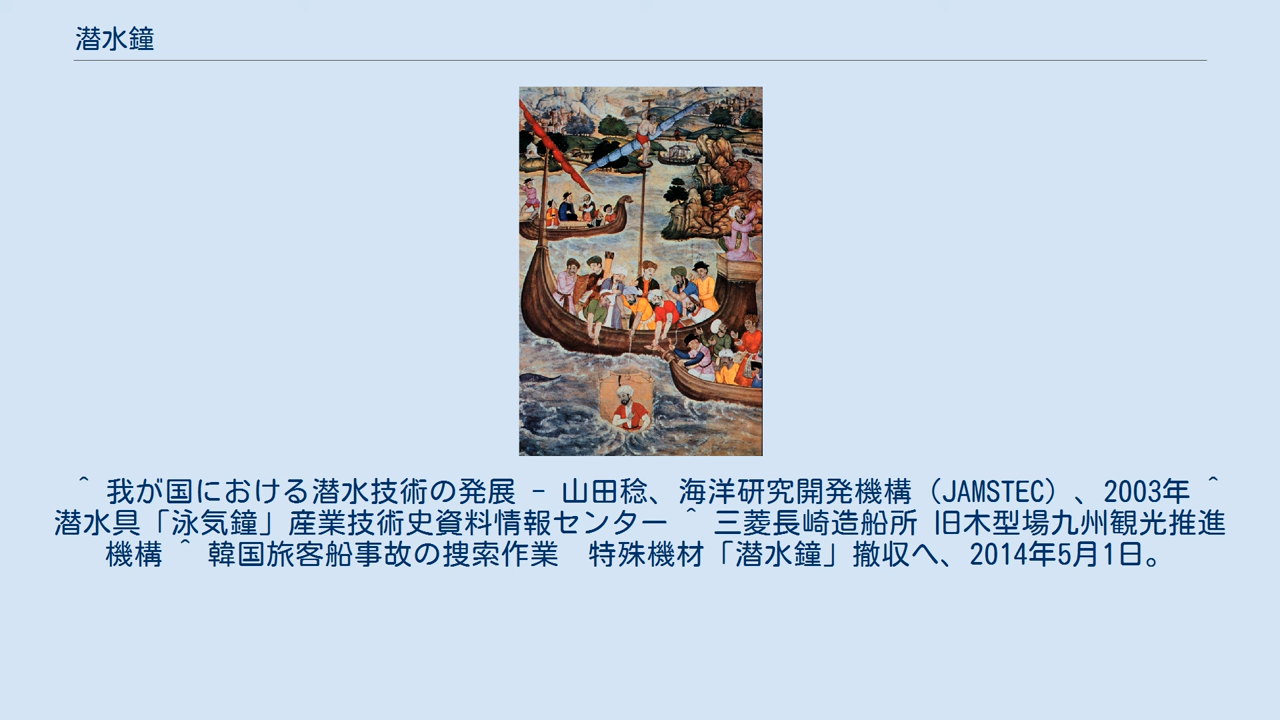 潜水鐘
^ 我が国における潜水技術の発展 - 山田稔、海洋研究開発機構（JAMSTEC）、2003年 ^
潜水具「泳気鐘」産業技術史資料情報センター ^ 三菱長崎造船所 旧木型場九州観光推進
機構 ^ 韓国旅客船事故の捜索作業　特殊機材「潜水鐘」撤収へ、2014年5月1日。